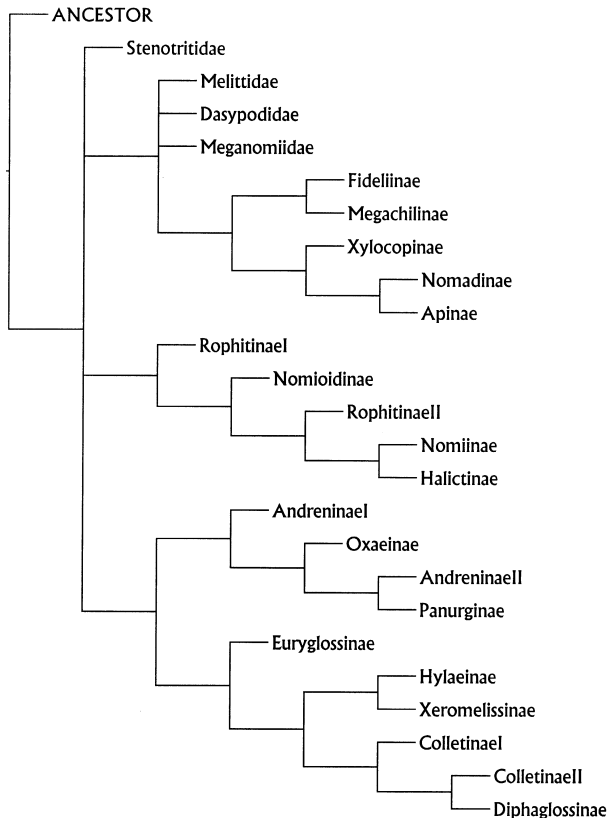 ANCESTOR
Stenotritidae
Melittidae
Dasypodidae
Meganomiidae
Fideliinae
Megachilinae
Xylocopinae
Nomadinae
Apinae
RophitinaeI
Nomioidinae
RophitinaeII
Nomiinae
Halictinae
AndreninaeI
Oxaeinae
AndreninaeII
Panurginae
Euryglossinae
Hylaeinae
Xeromelissinae
ColletinaeI
ColletinaeII
Diphaglossinae